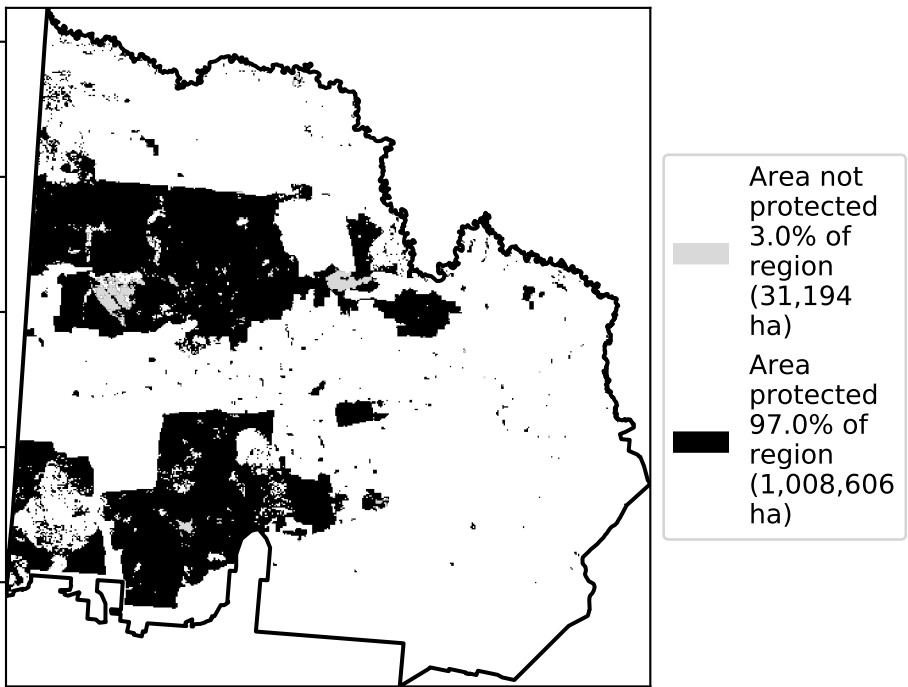 Area not
protected
3.0% of
region
(31,194
ha)
Area
protected
97.0% of
region
(1,008,606
ha)